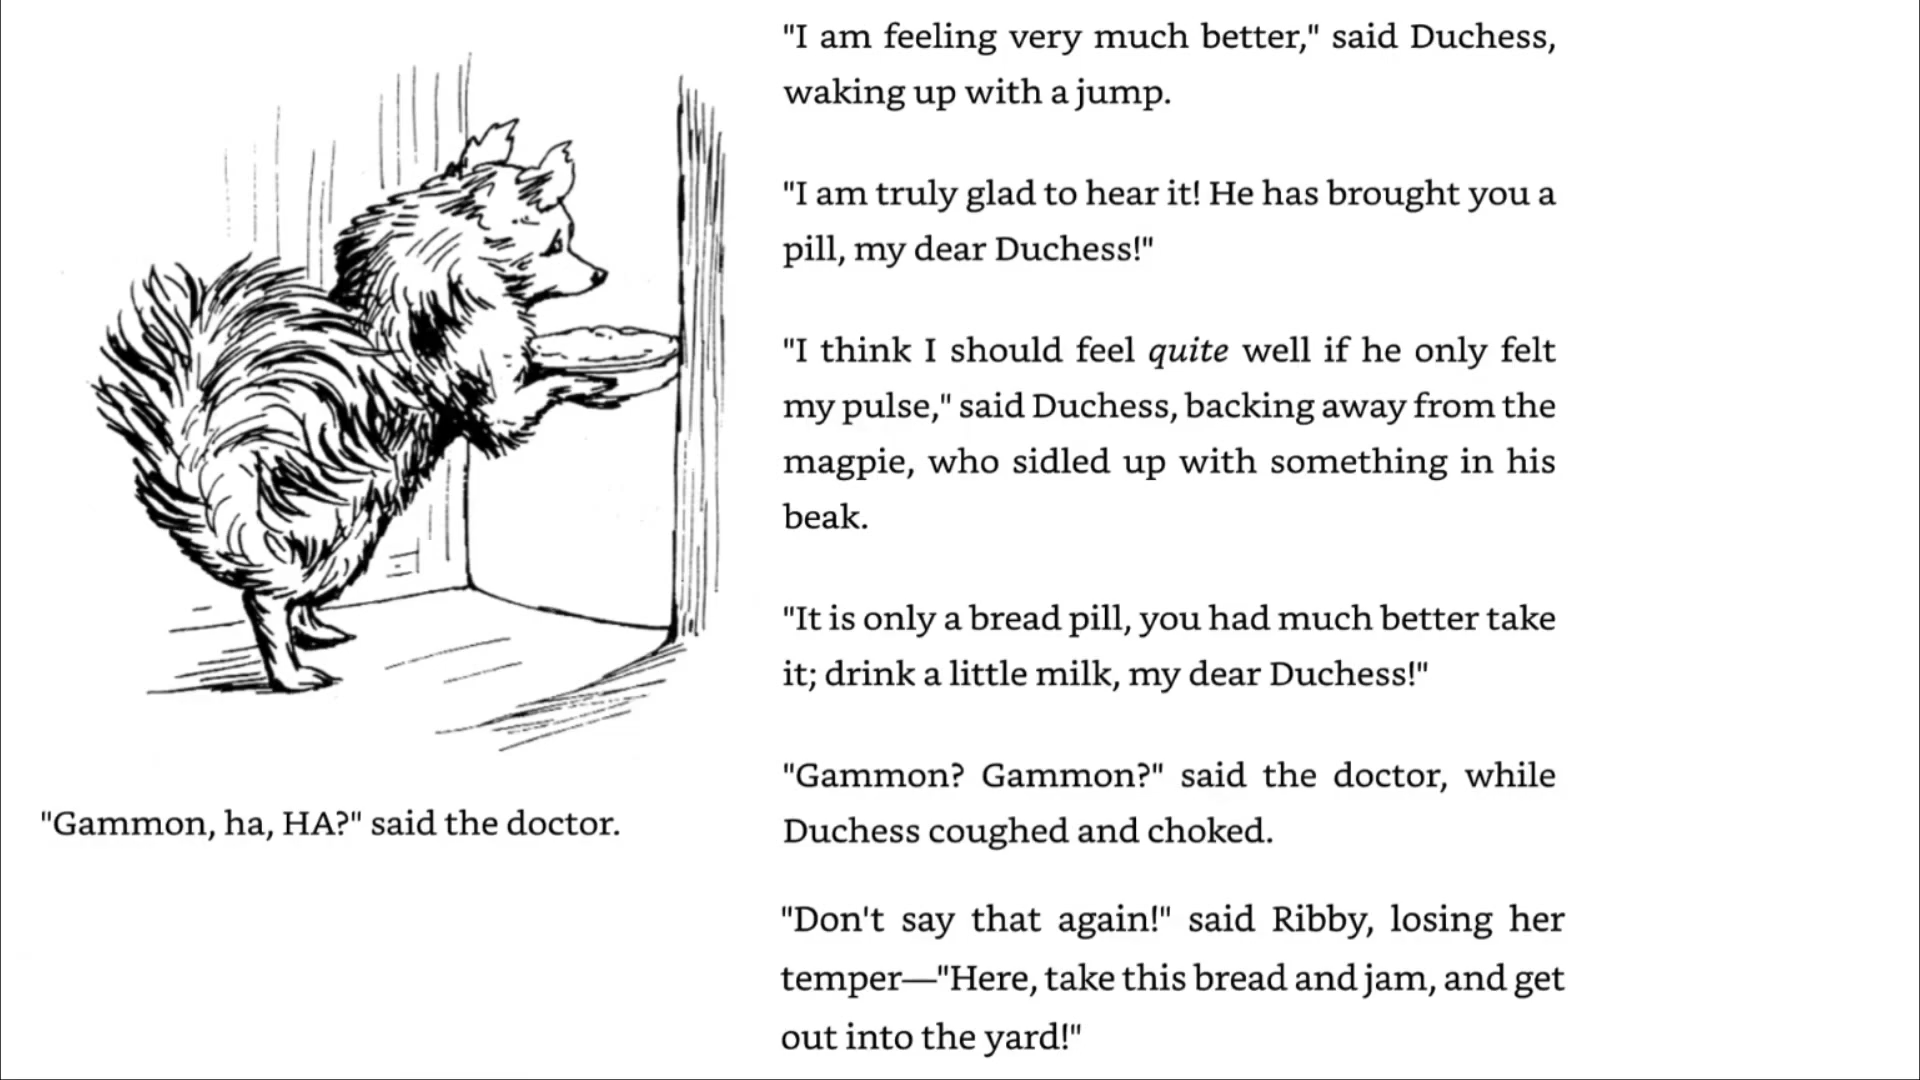 "Gammon, ha, HA?" said the doctor.
"I am feeling very much better," said Duchess,
waking up with a jump.
"I am truly glad to hear it! He has brought you a
pill, my dear Duchess!"
"I think I should feel quite well if he only felt
my pulse," said Duchess, backing away from the
magpie, who sidled up with something in his
beak.
"It is only a bread pill, you had much better take
it; drink a little milk, my dear Duchess!"
"Gammon? Gammon?" said the doctor, while
Duchess coughed and choked.
"Don't say that again!" said Ribby, losing her
temper—"Here, take this bread and jam, and get
out into the yard!"